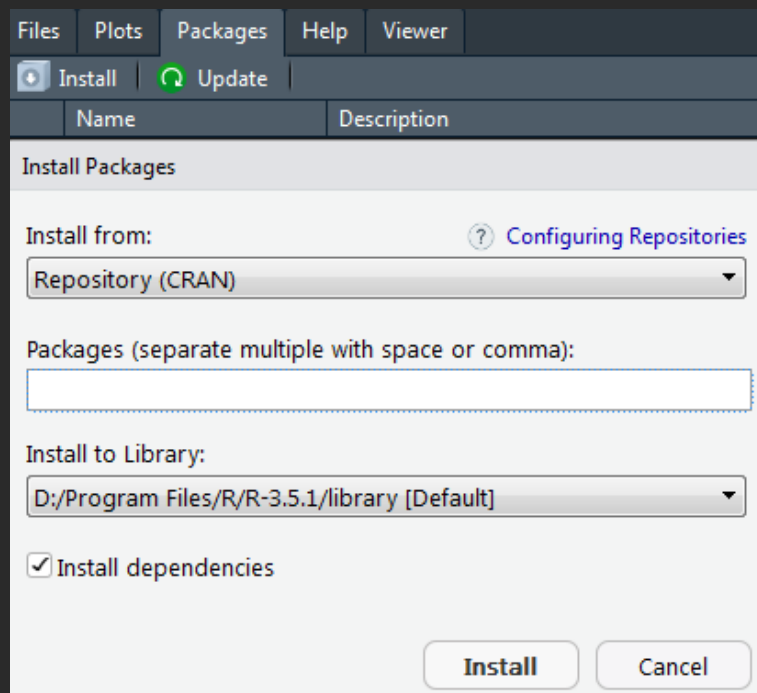 Files Plots Packages Help Viewer
Install Update
Name Description
Install Packages
Install from: ? Configuring Repositories
Repository (CRAN)
Packages (separate multiple with space or comma):
Install to Library:
D:/Program Files/R/R-3.5.1/library [Default]
Install dependencies
Install Cancel